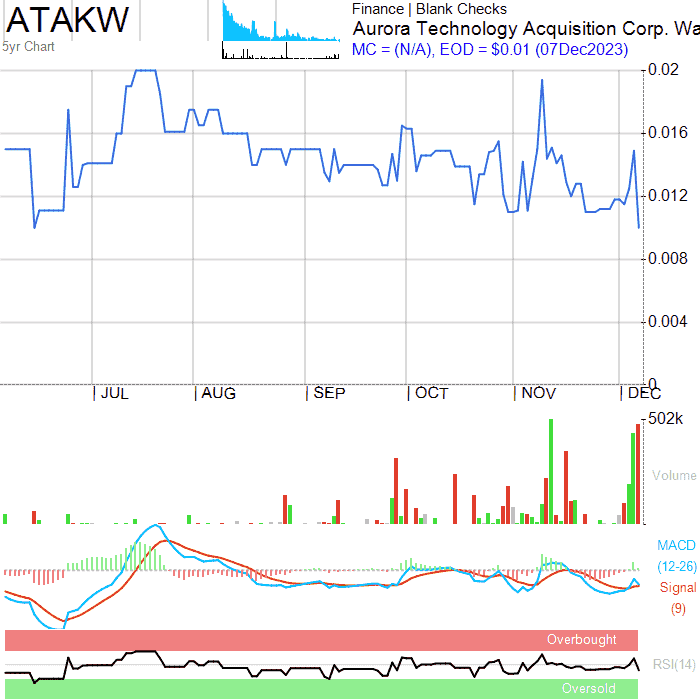 ATAKW
5yr Chart
Finance | Blank Checks
Aurora Technology Acquisition Corp. Wa
MC = (N/A), EOD = $0.01 (07Dec2023)
0.02
0.016
0.012
0.008
0.004
0
JUL AUG SEP OCT NOV DEC
502k
Volume
MACD
(12-26)
Signal
(9)
Overbought
RSI(14)
Oversold